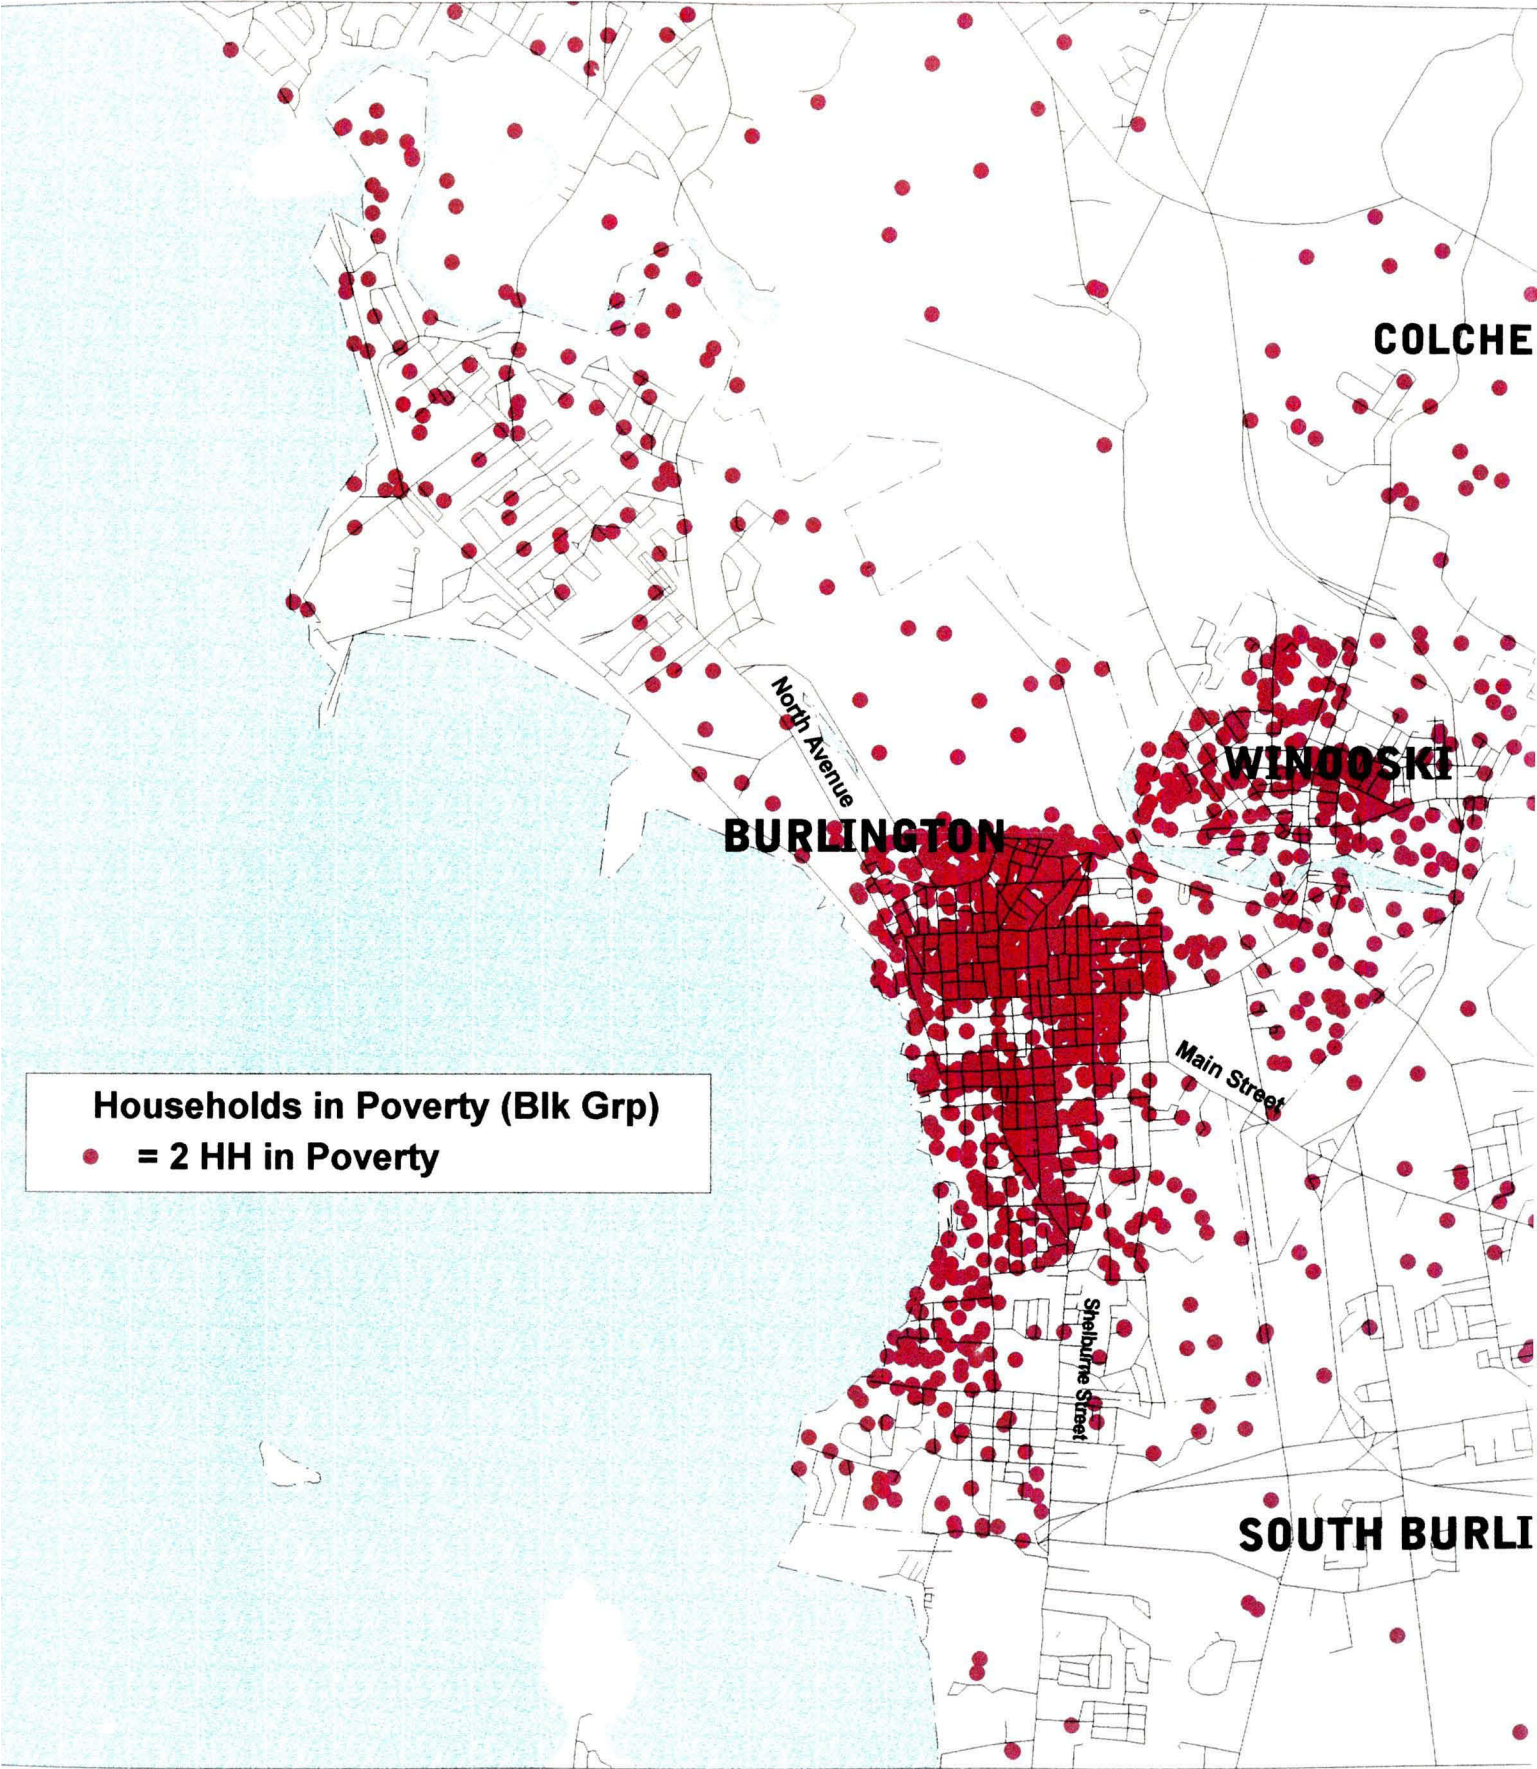 COLCHE
North Avenue
WINOOSKI
BURLINGTON
Main Street
Households in Poverty (Blk Grp)
= 2 HH in Poverty
Shelburne Street
SOUTH BURLI